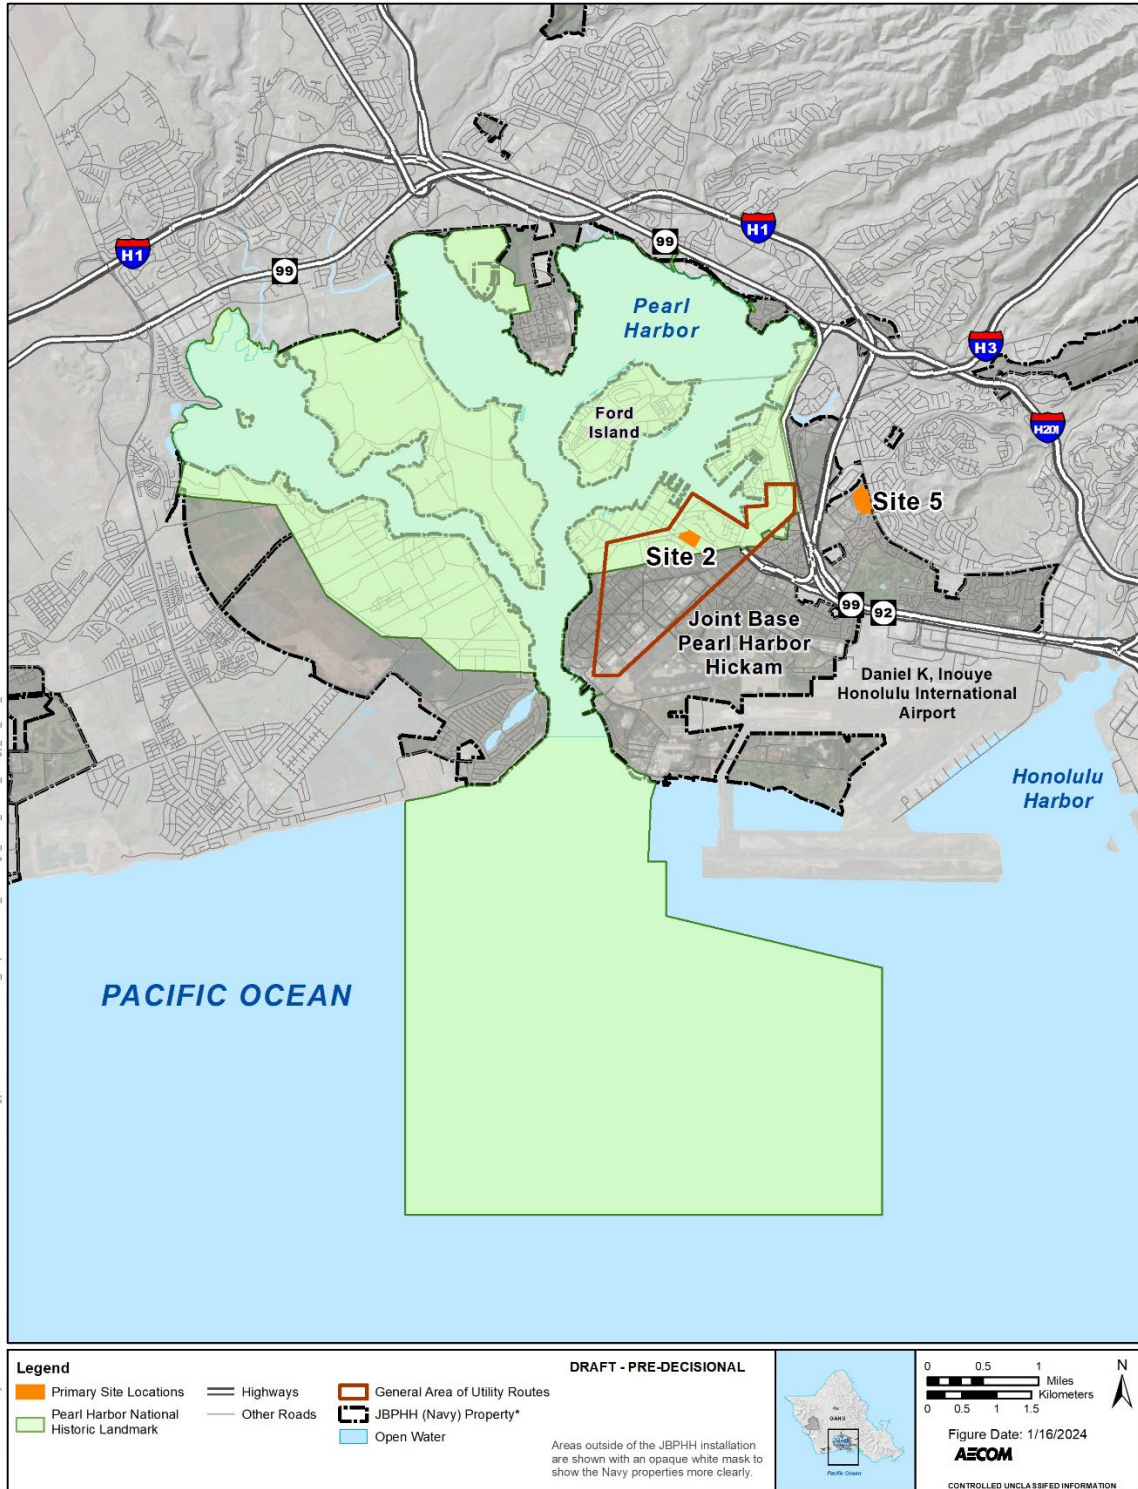 H1
99
99
H1
Pearl
Harbor
H3
H201
Ford
Island
Site 5
Site 2
99
92
Joint Base
Pearl Harbor
Hickam
Daniel K, Inouye
Honolulu International
Airport
Honolulu
Harbor
PACIFIC OCEAN
Legend
Primary Site Locations
Pearl Harbor National
Historic Landmark
Highways
Other Roads
General Area of Utility Routes
JBPHH (Navy) Property*
Open Water
DRAFT - PRE-DECISIONAL
Areas outside of the JBPHH installation
are shown with an opaque white mask to
show the Navy properties more clearly.
OAHU
Pacific Ocean
0 0.5 1
Miles
Kilometers
0 0.5 1 1.5
N
Figure Date: 1/16/2024
AECOM
CONTROLLED UNCLASSIFED INFORMATION